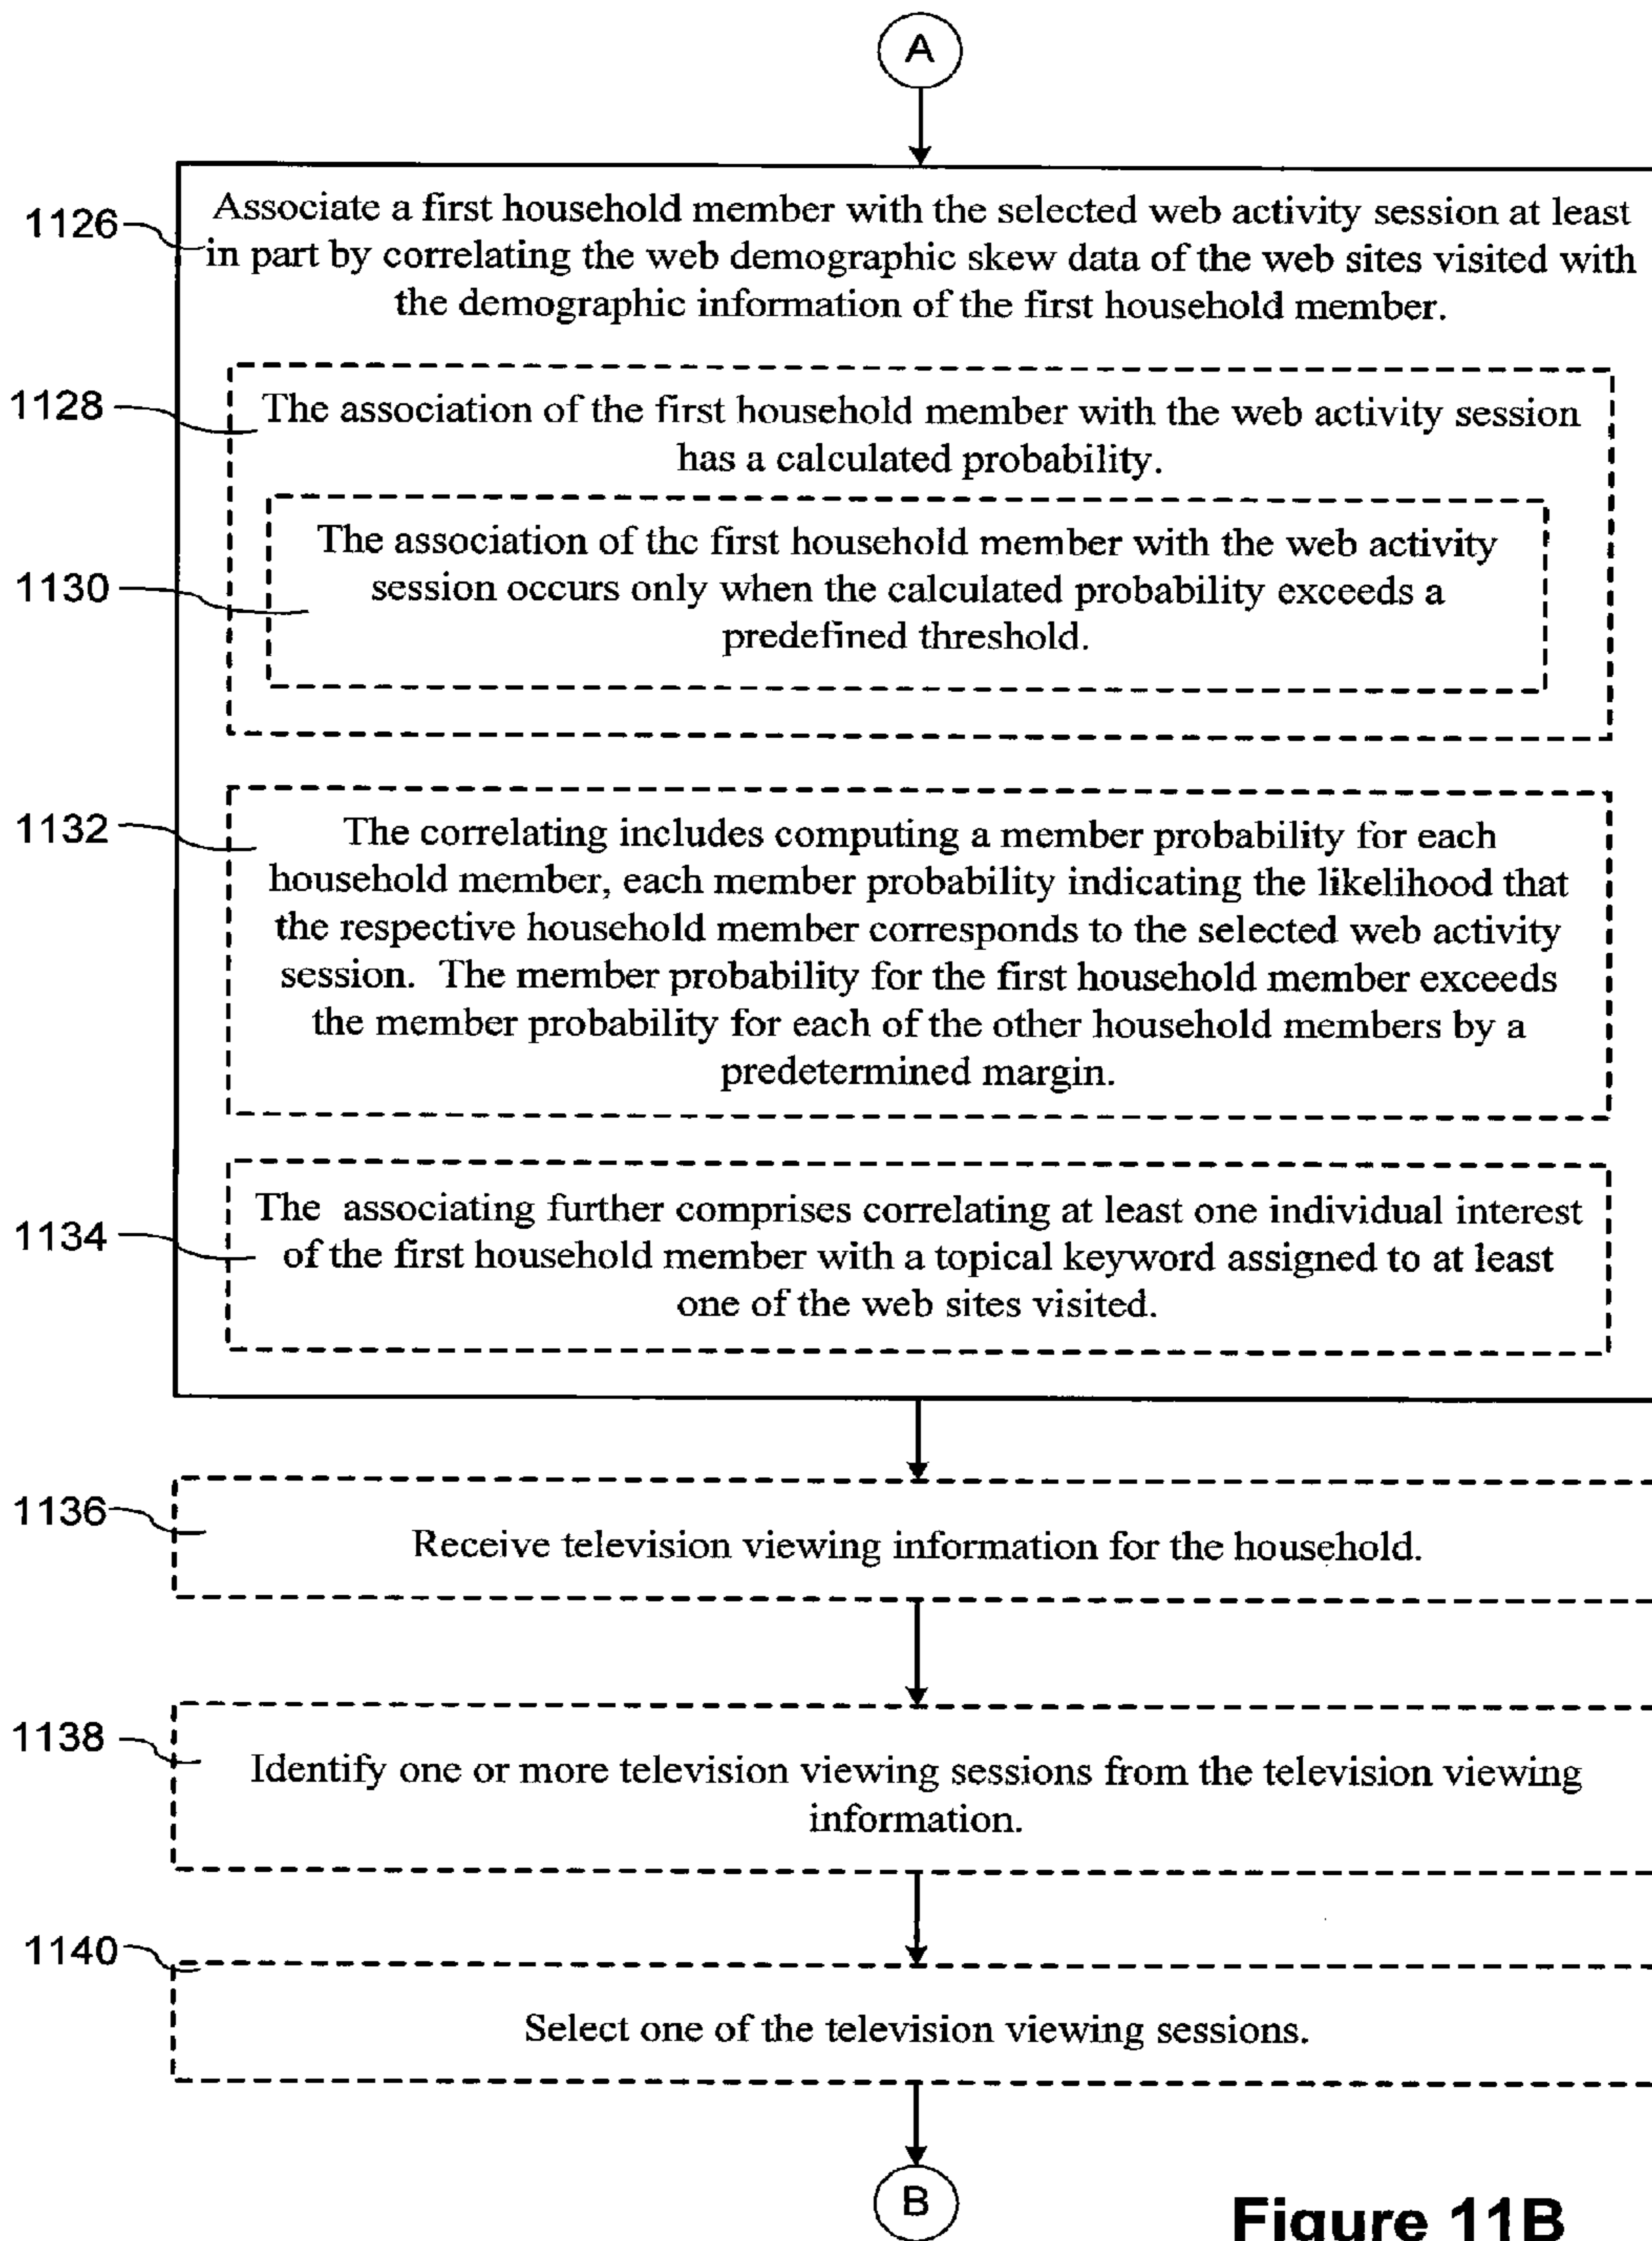 A
1126
Associate a first household member with the selected web activity session at least
in part by correlating the web demographic skew data of the web sites visited with
the demographic information of the first household member.
1128
The association of the first household member with the web activity session
has a calculated probability.
1130
The association of the first household member with the web activity
session occurs only when the calculated probability exceeds a
predefined threshold.
1132
The correlating includes computing a member probability for each
household member, each member probability indicating the likelihood that
the respective household member corresponds to the selected web activity
session. The member probability for the first household member exceeds
the member probability for each of the other household members by a
predetermined margin.
1134
The associating further comprises correlating at least one individual interest
of the first household member with a topical keyword assigned to at least
one of the web sites visited.
1136
Receive television viewing information for the household.
1138
Identify one or more television viewing sessions from the television viewing
information.
1140
Select one of the television viewing sessions.
B
Figure 11B